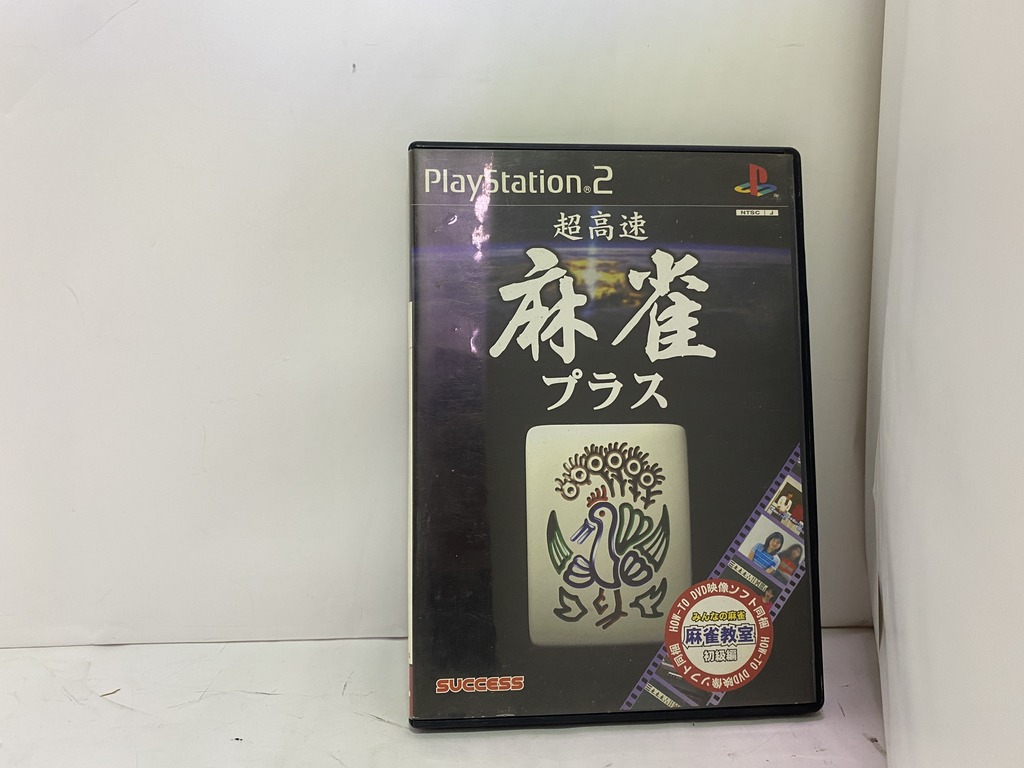 PlayStation®2
NTSC J
超高速
麻雀
プラス
みんなの麻雀
麻雀教室
初級編
HOW-TO DVD映像ソフト同梱
HOW-TO DVD映像ソフト同梱
SUCCESS